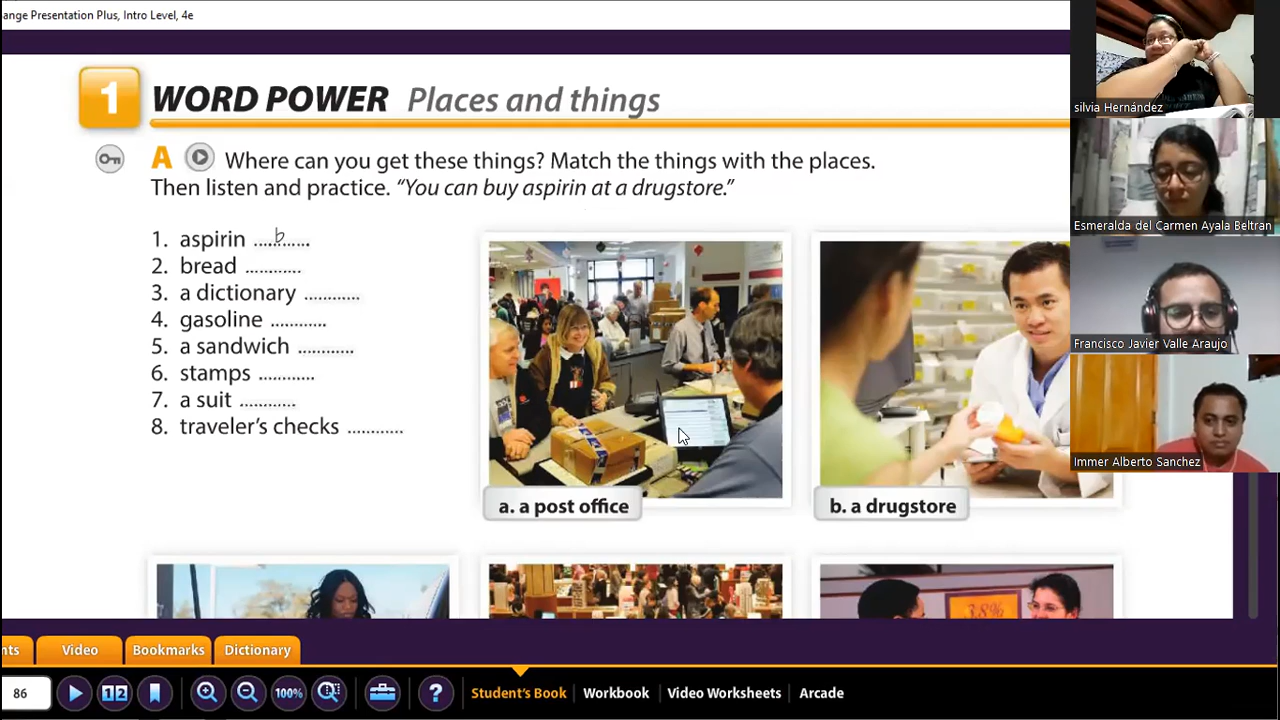 ange Presentation Plus, Intro Level, 4e
1 WORD POWER Places and things
A Where can you get these things? Match the things with the places.
Then listen and practice. “You can buy aspirin at a drugstore.”
1. aspirin ....b......
2. bread ............
3. a dictionary ............
4. gasoline ............
5. a sandwich ............
6. stamps ............
7. a suit ............
8. traveler’s checks ............
a. a post office
b. a drugstore
3.8%
silvia Hernández
Esmeralda del Carmen Ayala Beltran
Francisco Javier Valle Araujo
Immer Alberto Sanchez
nts
Video
Bookmarks
Dictionary
86
12
100%
?
Student's Book
Workbook
Video Worksheets
Arcade